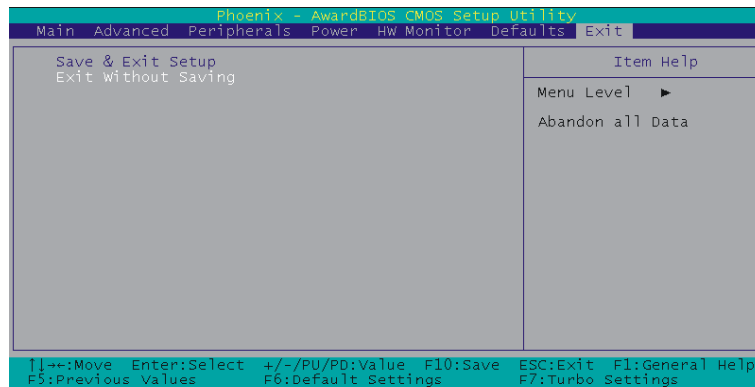 Phoenix - AwardBIOS CMOS Setup Utility
Main Advanced Peripherals Power HW Monitor Defaults Exit
Save & Exit Setup
Exit Without Saving
Item Help
Menu Level ►
Abandon all Data
↑↓→←:Move Enter:Select +/-/PU/PD:Value F10:Save ESC:Exit F1:General Help
F5:Previous Values F6:Default Settings F7:Turbo Settings